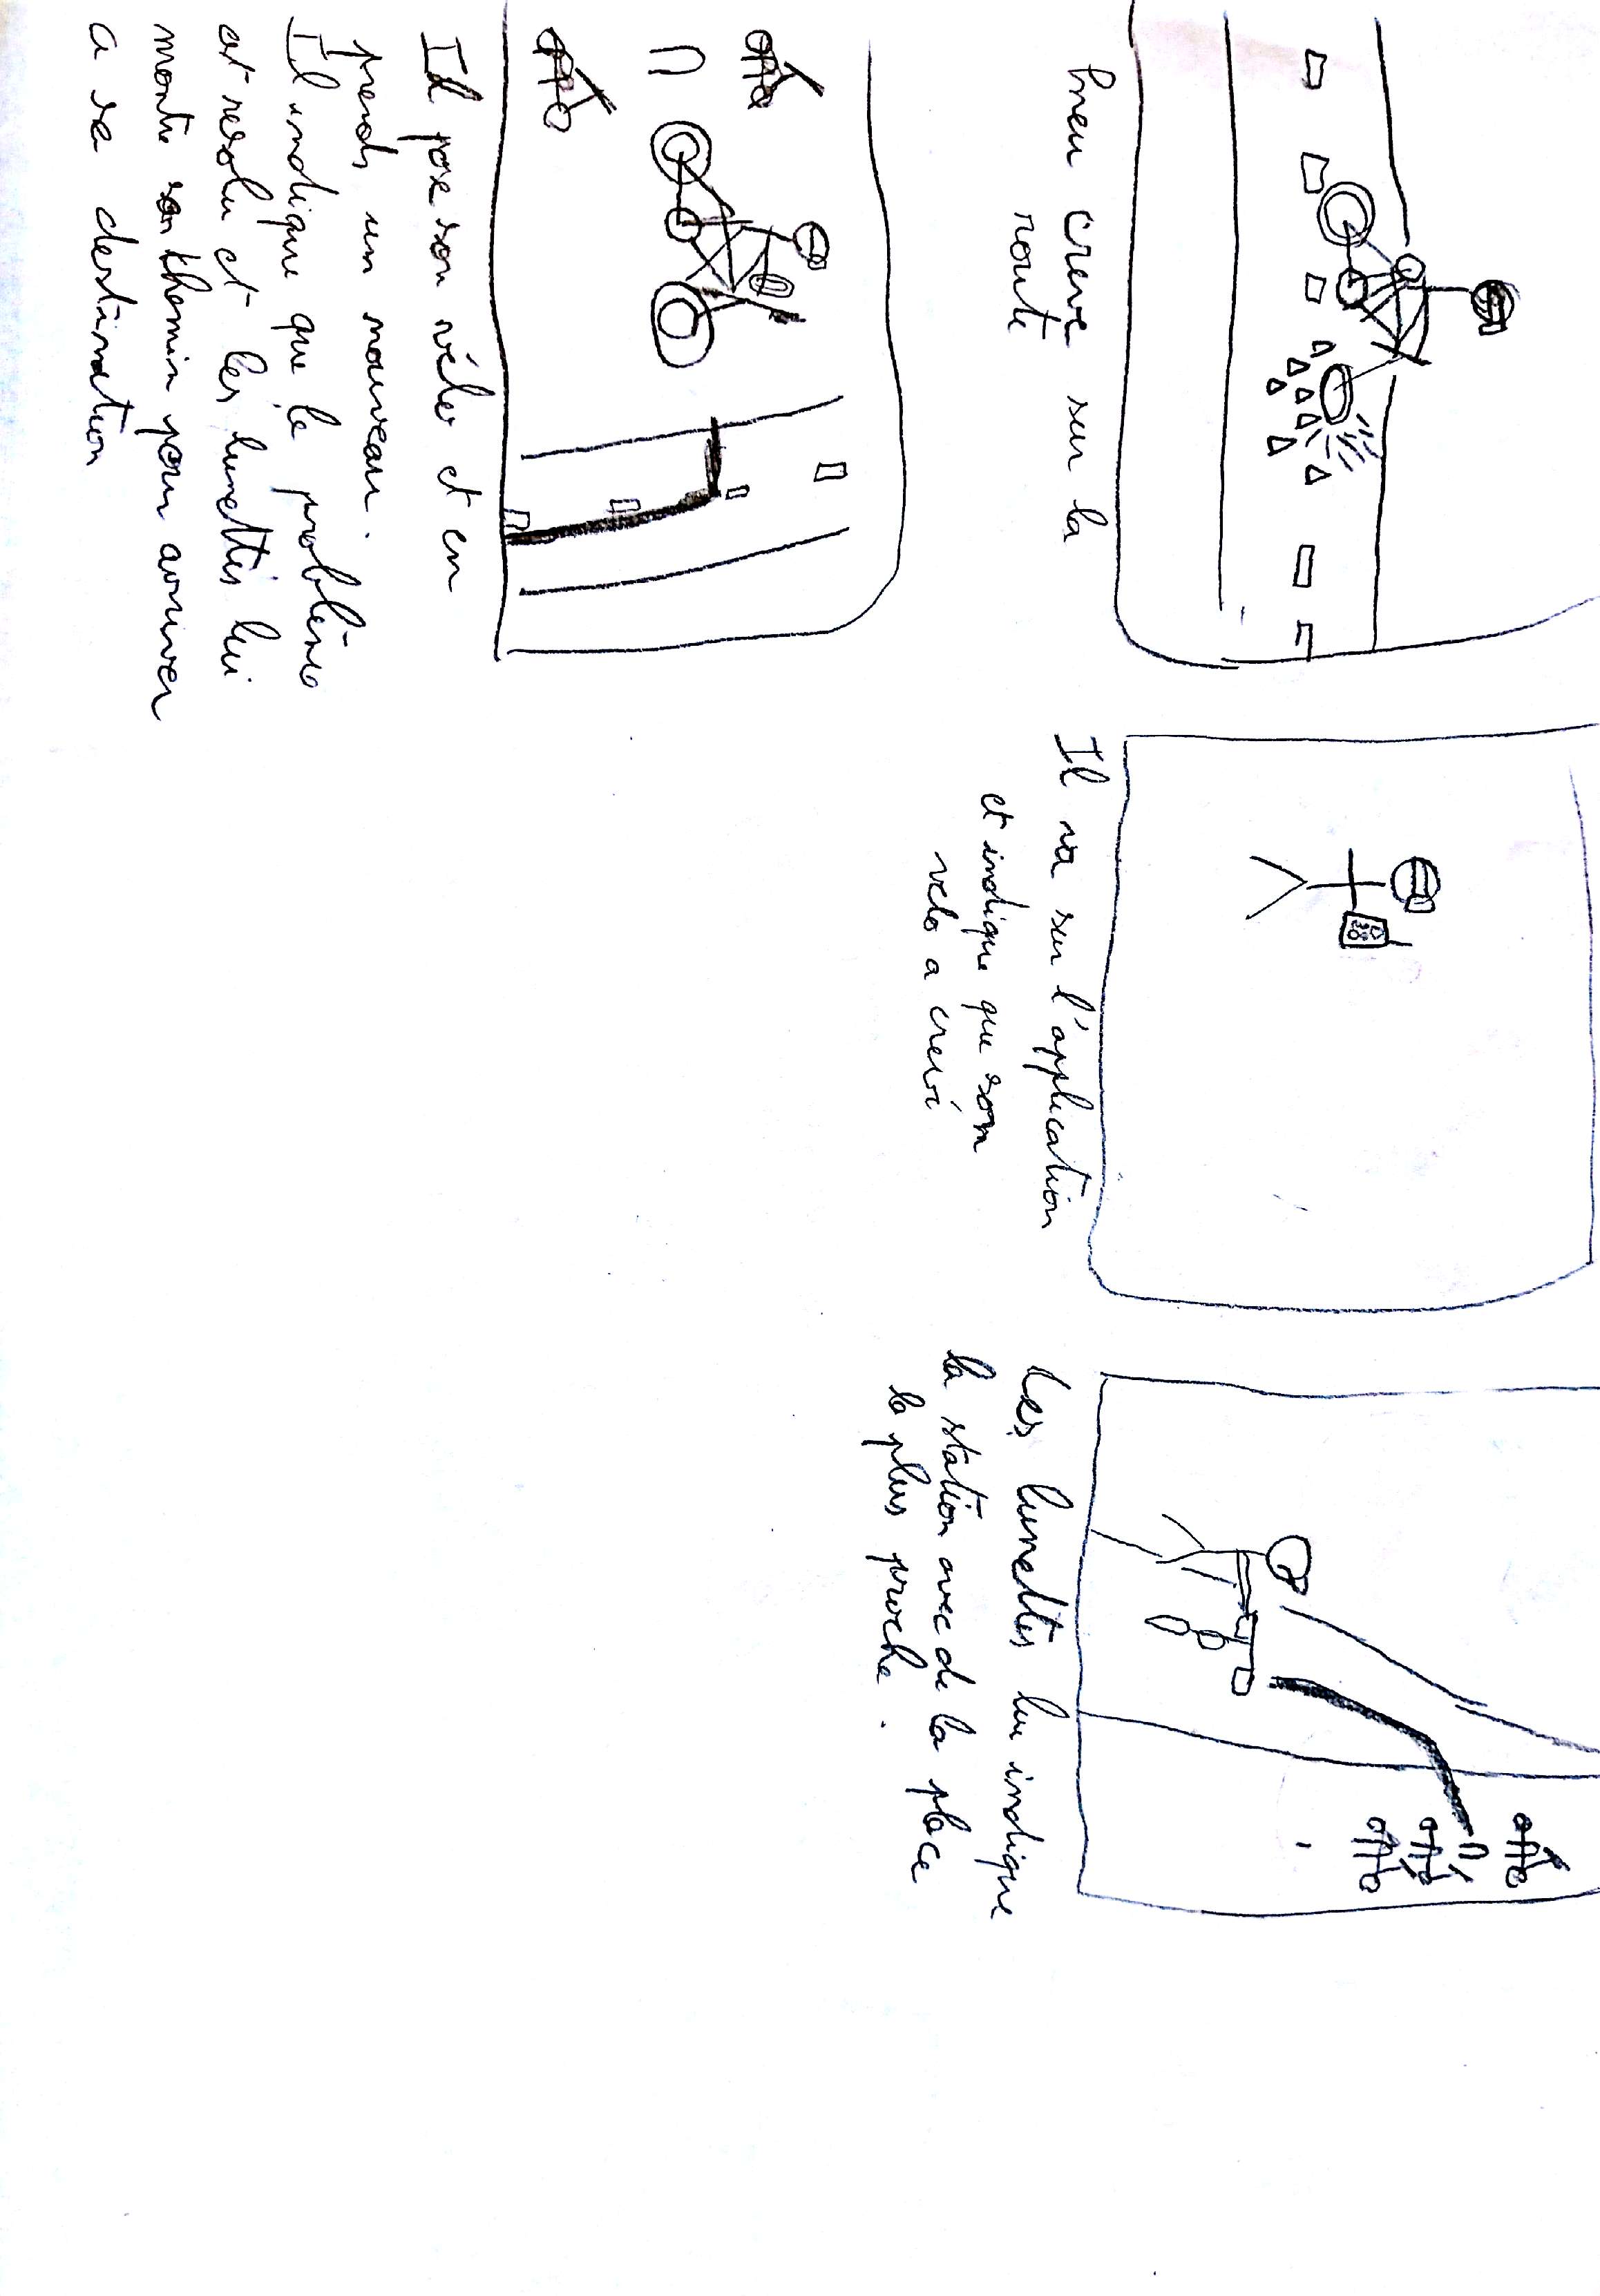 Pneu creve sur la
route
Il va sur l'application
et indique que son
velo a crevé
Les lunettes lui indique
la station avec de la place
la plus proche.
Il pose son vélo et en
prends un nouveau.
Il indique que le problème
est resolu et les lunettes lui
montre son chemin pour arriver
a sa destination